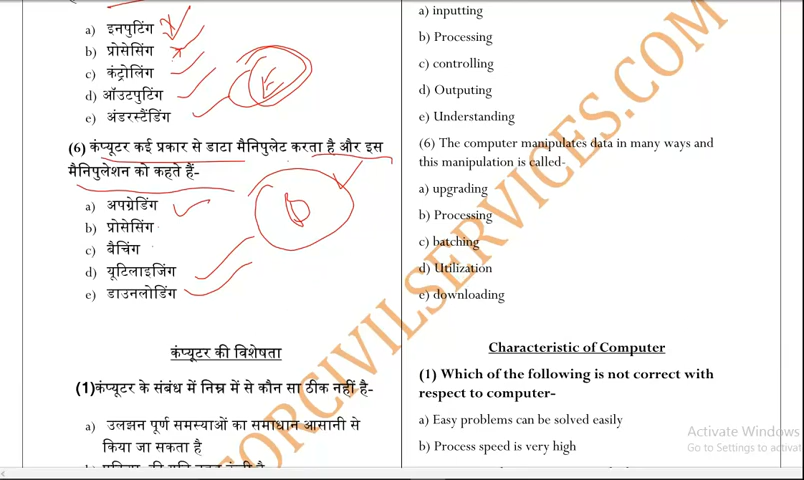 a) इनपुटिंग
b) प्रोसेसिंग
c) कंट्रोलिंग
d) ऑउटपुटिंग
e) अंडरस्टैंडिंग
(6) कंप्यूटर कई प्रकार से डाटा मैनिपुलेट करता है और इस
मैनिपुलेशन को कहते हैं-
a) अपग्रेडिंग
b) प्रोसेसिंग
c) बैचिंग
d) यूटिलाइजिंग
e) डाउनलोडिंग
कंप्यूटर की विशेषता
(1)कंप्यूटर के संबंध में निम्न में से कौन सा ठीक नहीं है-
a) उलझन पूर्ण समस्याओं का समाधान आसानी से
किया जा सकता है
a) inputting
b) Processing
c) controlling
d) Outputing
e) Understanding
(6) The computer manipulates data in many ways and
this manipulation is called-
a) upgrading
b) Processing
c) batching
d) Utilization
e) downloading
Characteristic of Computer
(1) Which of the following is not correct with
respect to computer-
a) Easy problems can be solved easily
b) Process speed is very high
FORCIVILSERVICES.COM
Activate Windows
Go to Settings to activat